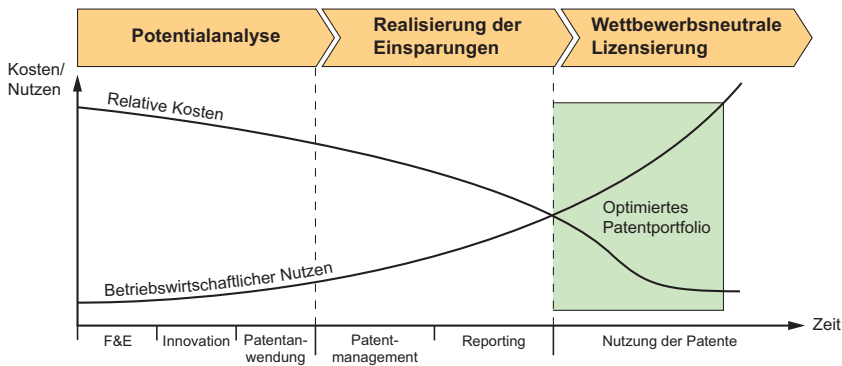 Potentialanalyse
Realisierung der
Einsparungen
Wettbewerbsneutrale
Lizensierung
Kosten/
Nutzen
Relative Kosten
Optimiertes
Patentportfolio
Betriebswirtschaftlicher Nutzen
Zeit
F&E
Innovation
Patentan-
wendung
Patent-
management
Reporting
Nutzung der Patente